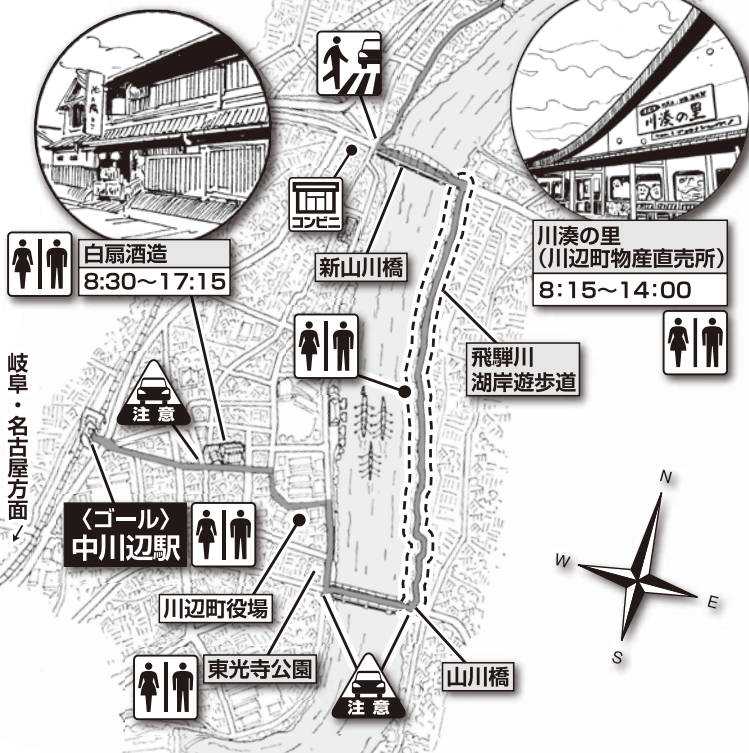 川湊の里
コンビニ
新山川橋
白扇酒造
8:30〜17:15
川湊の里
（川辺町物産直売所）
8:15〜14:00
飛騨川
湖岸遊歩道
注意
岐阜・名古屋方面
〈ゴール〉
中川辺駅
川辺町役場
東光寺公園
注意
山川橋
N
W
E
S